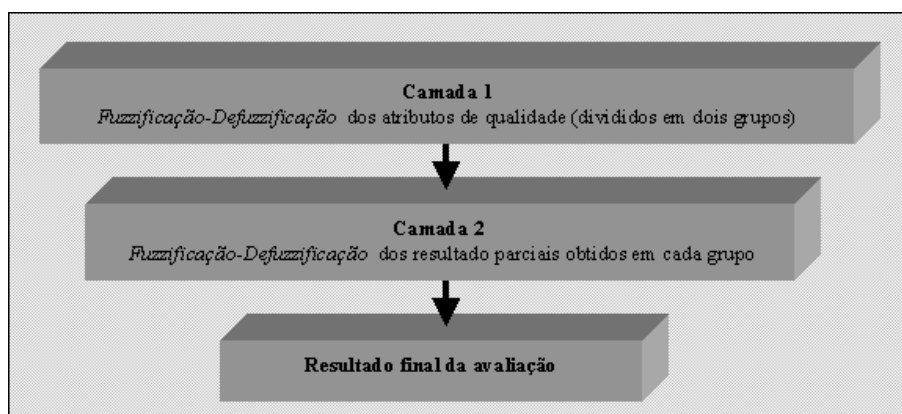 Camada 1
Fuzzificação-Defuzzificação dos atributos de qualidade (divididos em dois grupos)
Camada 2
Fuzzificação-Defuzzificação dos resultado parciais obtidos em cada grupo
Resultado final da avaliação